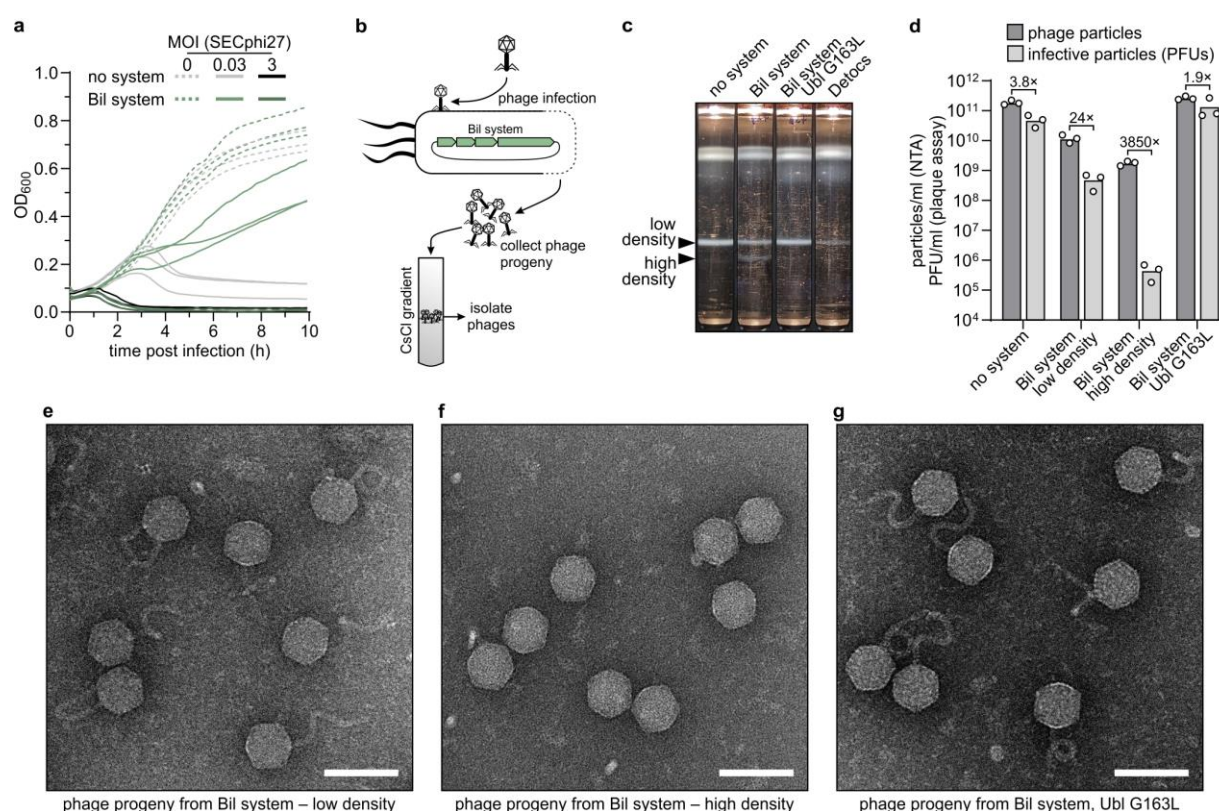 a
MOI (SECphi27)
0 0.03 3
no system
Bil system
1.0
0.8
0.6
0.4
0.2
0.0
OD600
0 2 4 6 8 10
time post infection (h)
b
phage infection
Bil system
collect phage
progeny
CsCl gradient
isolate
phages
c
no system
Bil system
Bil system
Ubl G163L
Detocs
low
density
high
density
d
phage particles
infective particles (PFUs)
particles/ml (NTA)
PFU/ml (plaque assay)
10¹²
10¹¹
10¹⁰
10⁹
10⁸
10⁷
10⁶
10⁵
10⁴
3.8×
24×
3850×
1.9×
no system
Bil system
low density
Bil system
high density
Bil system
Ubl G163L
e
phage progeny from Bil system – low density
f
phage progeny from Bil system – high density
g
phage progeny from Bil system, Ubl G163L